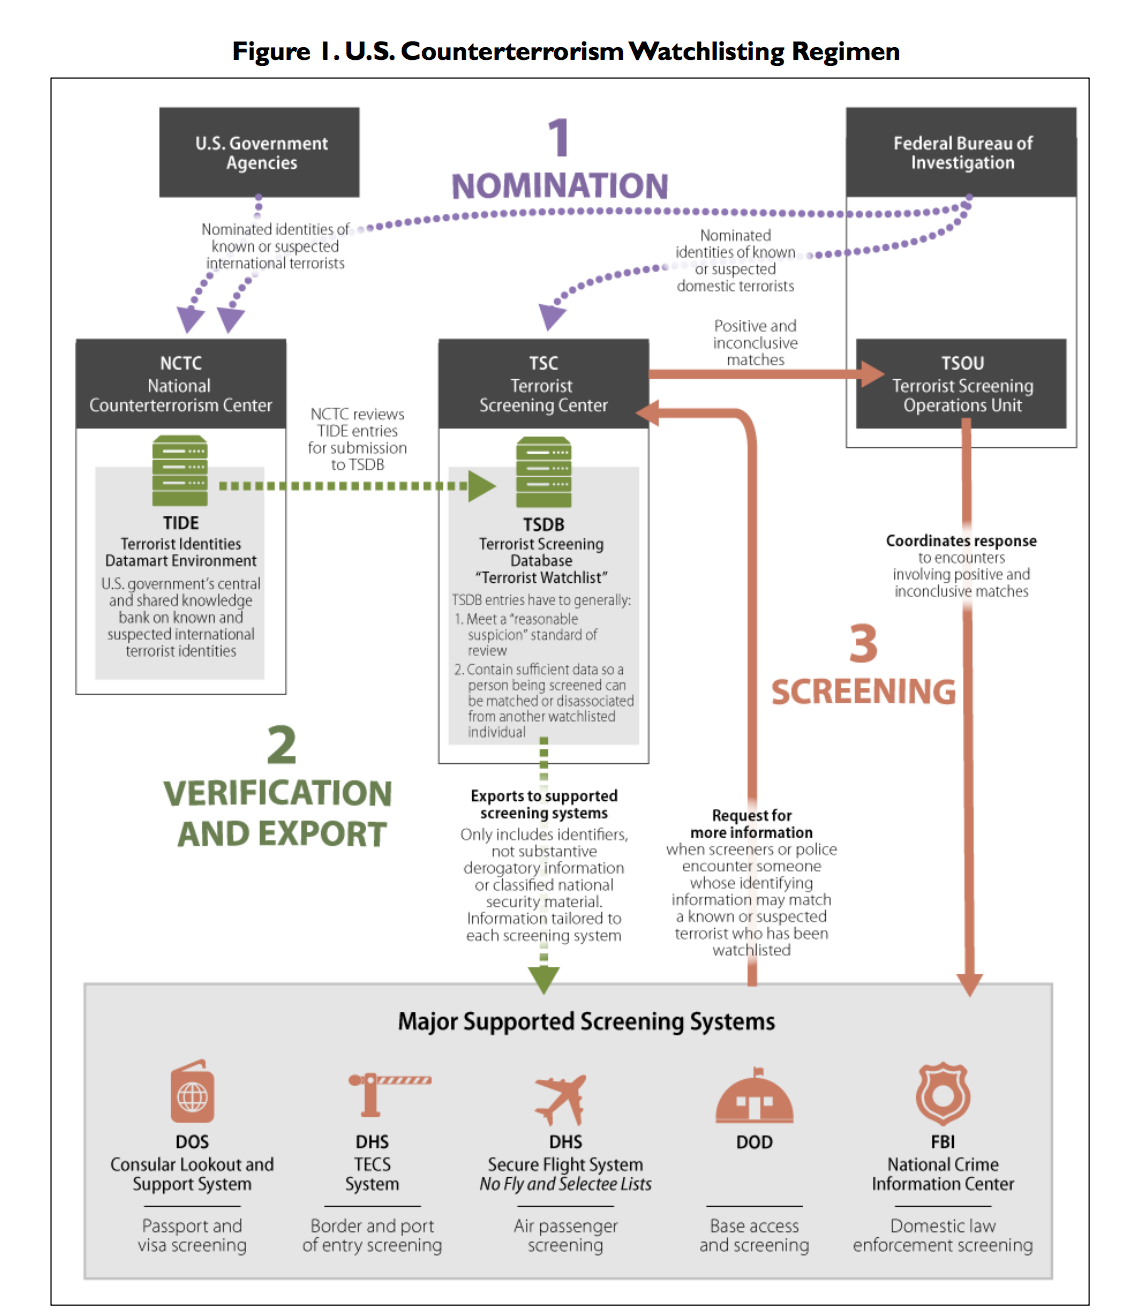 Figure 1. U.S. Counterterrorism Watchlisting Regimen
U.S. Government
Agencies
1
NOMINATION
Federal Bureau of
Investigation
Nominated identities of
known or suspected
international terrorists
Nominated
identities of known
or suspected
domestic terrorists
Positive and
inconclusive
matches
NCTC
National
Counterterrorism Center
NCTC reviews
TIDE entries
for submission
to TSDB
TSC
Terrorist
Screening Center
TSOU
Terrorist Screening
Operations Unit
TIDE
Terrorist Identities
Datamart Environment
U.S. government's central
and shared knowledge
bank on known and
suspected international
terrorist identities
TSDB
Terrorist Screening
Database
“Terrorist Watchlist”
TSDB entries have to generally:
1. Meet a “reasonable
suspicion” standard of
review
2. Contain sufficient data so a
person being screened can
be matched or disassociated
from another watchlisted
individual
Coordinates response
to encounters
involving positive and
inconclusive matches
3
SCREENING
2
VERIFICATION
AND EXPORT
Exports to supported
screening systems
Only includes identifiers,
not substantive
derogatory information
or classified national
security material.
Information tailored to
each screening system
Request for
more information
when screeners or police
encounter someone
whose identifying
information may match
a known or suspected
terrorist who has been
watchlisted
Major Supported Screening Systems
DOS
Consular Lookout and
Support System
Passport and
visa screening
DHS
TECS
System
Border and port
of entry screening
DHS
Secure Flight System
No Fly and Selectee Lists
Air passenger
screening
DOD
Base access
and screening
FBI
National Crime
Information Center
Domestic law
enforcement screening